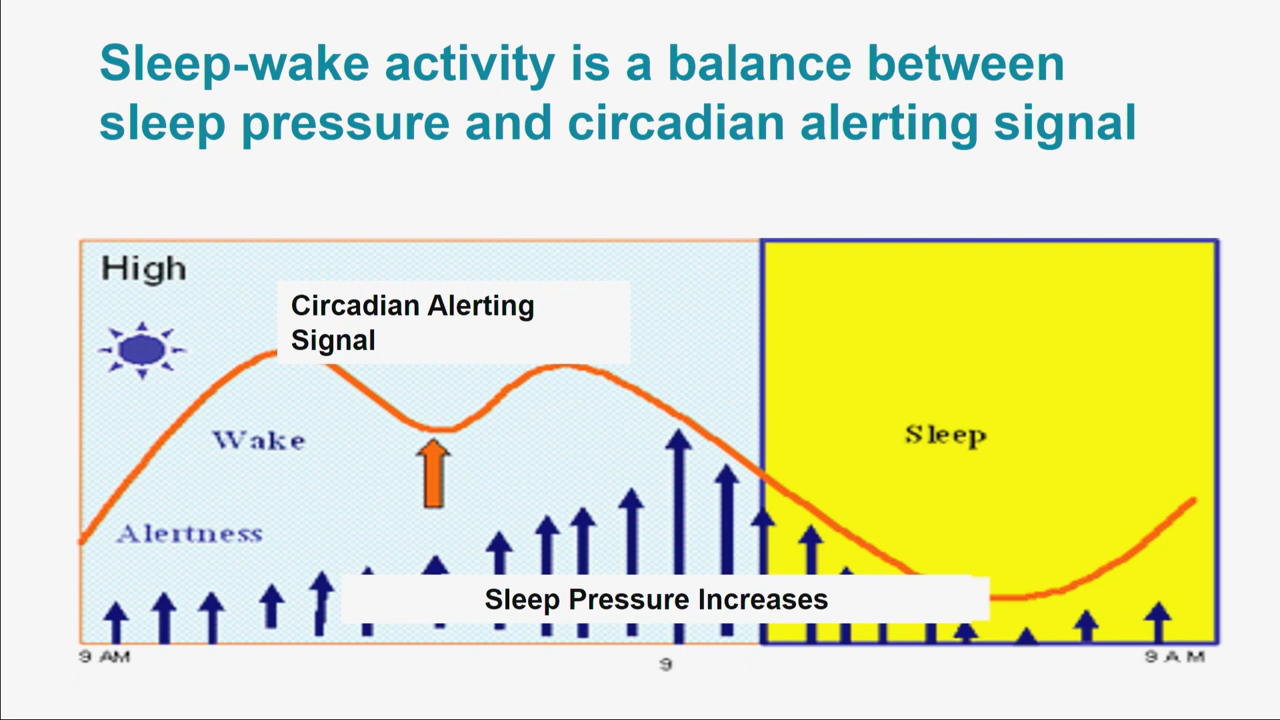 Sleep-wake activity is a balance between
sleep pressure and circadian alerting signal
High
Circadian Alerting
Signal
Wake
Sleep
Alertness
Sleep Pressure Increases
9 AM
9
9 A M